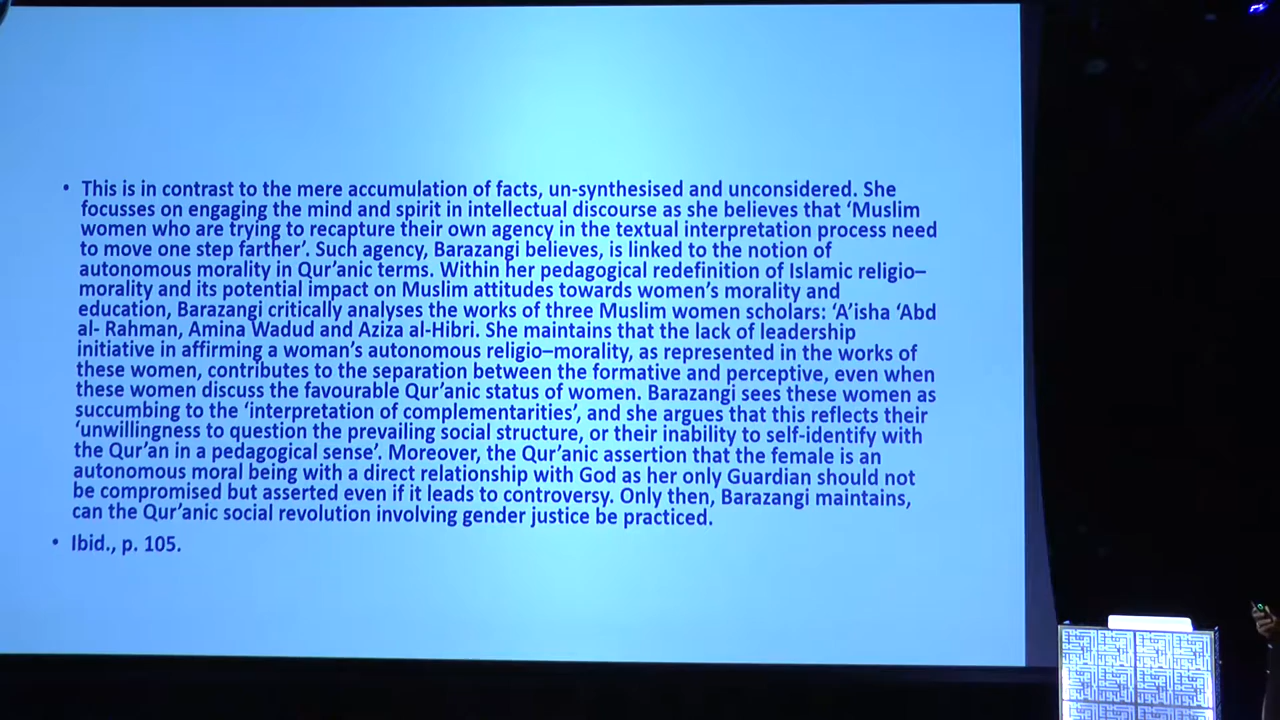 • This is in contrast to the mere accumulation of facts, un-synthesised and unconsidered. She
focusses on engaging the mind and spirit in intellectual discourse as she believes that ‘Muslim
women who are trying to recapture their own agency in the textual interpretation process need
to move one step farther’. Such agency, Barazangi believes, is linked to the notion of
autonomous morality in Qur’anic terms. Within her pedagogical redefinition of Islamic religio–
morality and its potential impact on Muslim attitudes towards women’s morality and
education, Barazangi critically analyses the works of three Muslim women scholars: ‘A’isha ‘Abd
al- Rahman, Amina Wadud and Aziza al-Hibri. She maintains that the lack of leadership
initiative in affirming a woman’s autonomous religio–morality, as represented in the works of
these women, contributes to the separation between the formative and perceptive, even when
these women discuss the favourable Qur’anic status of women. Barazangi sees these women as
succumbing to the ‘interpretation of complementarities’, and she argues that this reflects their
‘unwillingness to question the prevailing social structure, or their inability to self-identify with
the Qur’an in a pedagogical sense’. Moreover, the Qur’anic assertion that the female is an
autonomous moral being with a direct relationship with God as her only Guardian should not
be compromised but asserted even if it leads to controversy. Only then, Barazangi maintains,
can the Qur’anic social revolution involving gender justice be practiced.
• Ibid., p. 105.